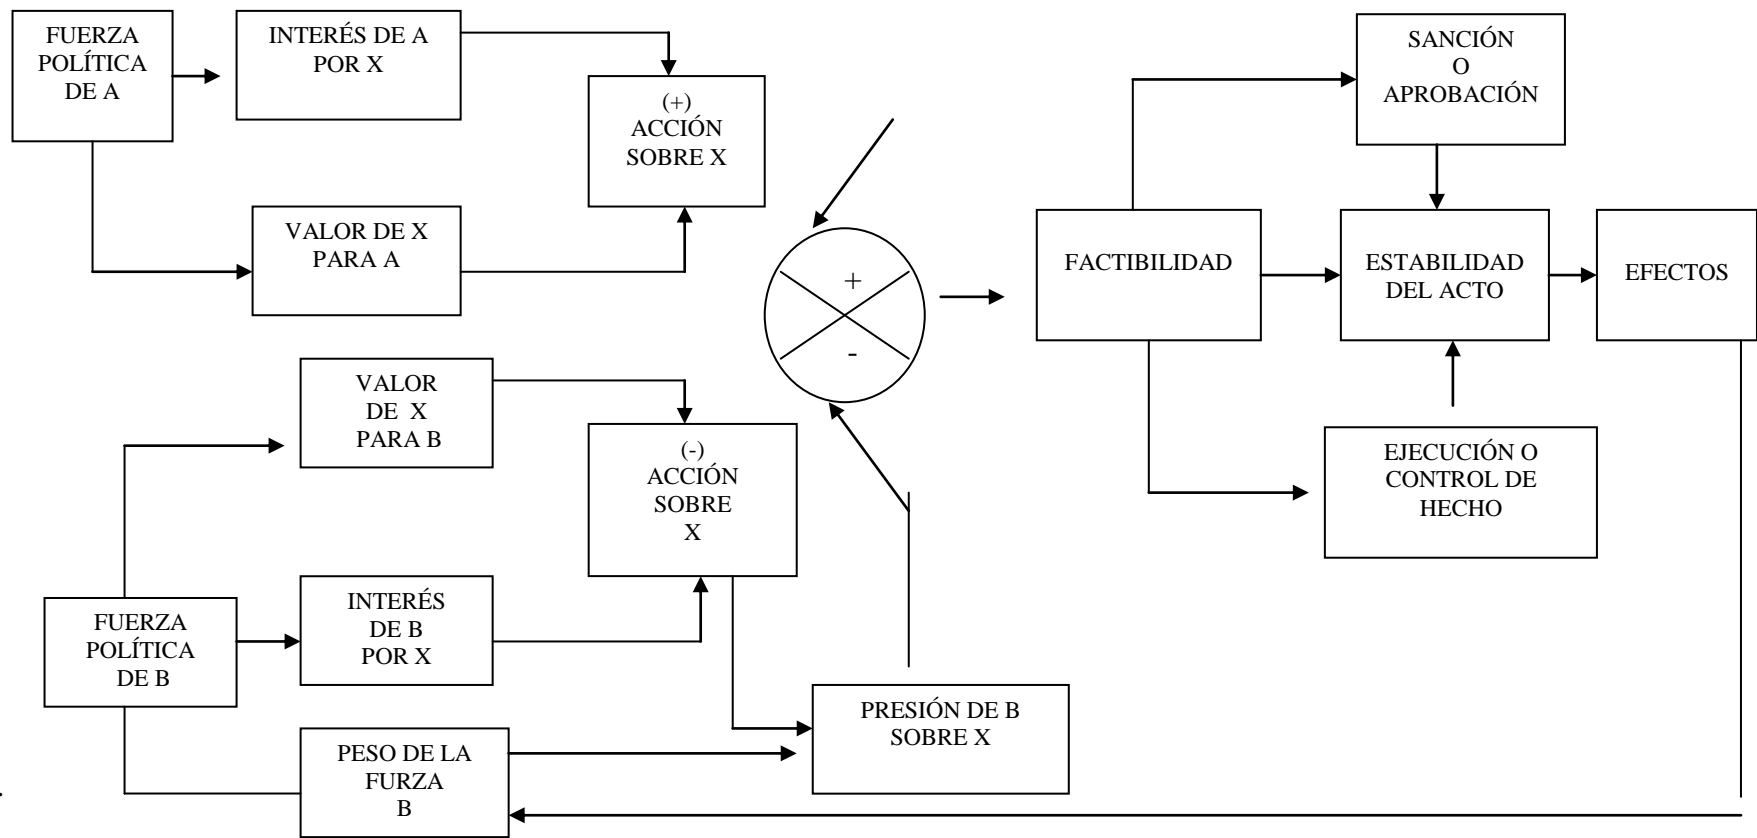 FUERZA
POLÍTICA
DE A
INTERÉS DE A
POR X
(+)
ACCIÓN
SOBRE X
VALOR DE X
PARA A
SANCIÓN
O
APROBACIÓN
+
-
FACTIBILIDAD
ESTABILIDAD
DEL ACTO
EFECTOS
VALOR
DE X
PARA B
(-)
ACCIÓN
SOBRE
X
EJECUCIÓN O
CONTROL DE
HECHO
FUERZA
POLÍTICA
DE B
INTERÉS
DE B
POR X
PRESIÓN DE B
SOBRE X
PESO DE LA
FURZA
B
.